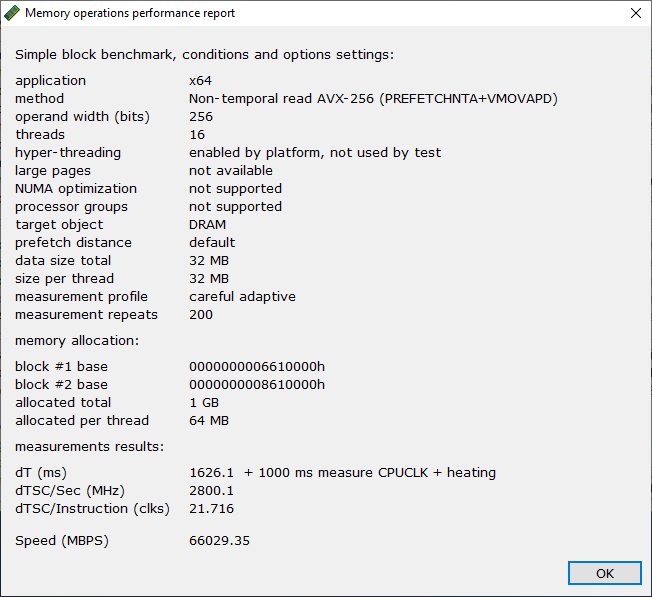 Memory operations performance report
Simple block benchmark, conditions and options settings:
application x64
method Non-temporal read AVX-256 (PREFETCHNTA+VMOVAPD)
operand width (bits) 256
threads 16
hyper-threading enabled by platform, not used by test
large pages not available
NUMA optimization not supported
processor groups not supported
target object DRAM
prefetch distance default
data size total 32 MB
size per thread 32 MB
measurement profile careful adaptive
measurement repeats 200
memory allocation:
block #1 base 0000000006610000h
block #2 base 0000000008610000h
allocated total 1 GB
allocated per thread 64 MB
measurements results:
dT (ms) 1626.1 + 1000 ms measure CPUCLK + heating
dTSC/Sec (MHz) 2800.1
dTSC/Instruction (clks) 21.716
Speed (MBPS) 66029.35
OK